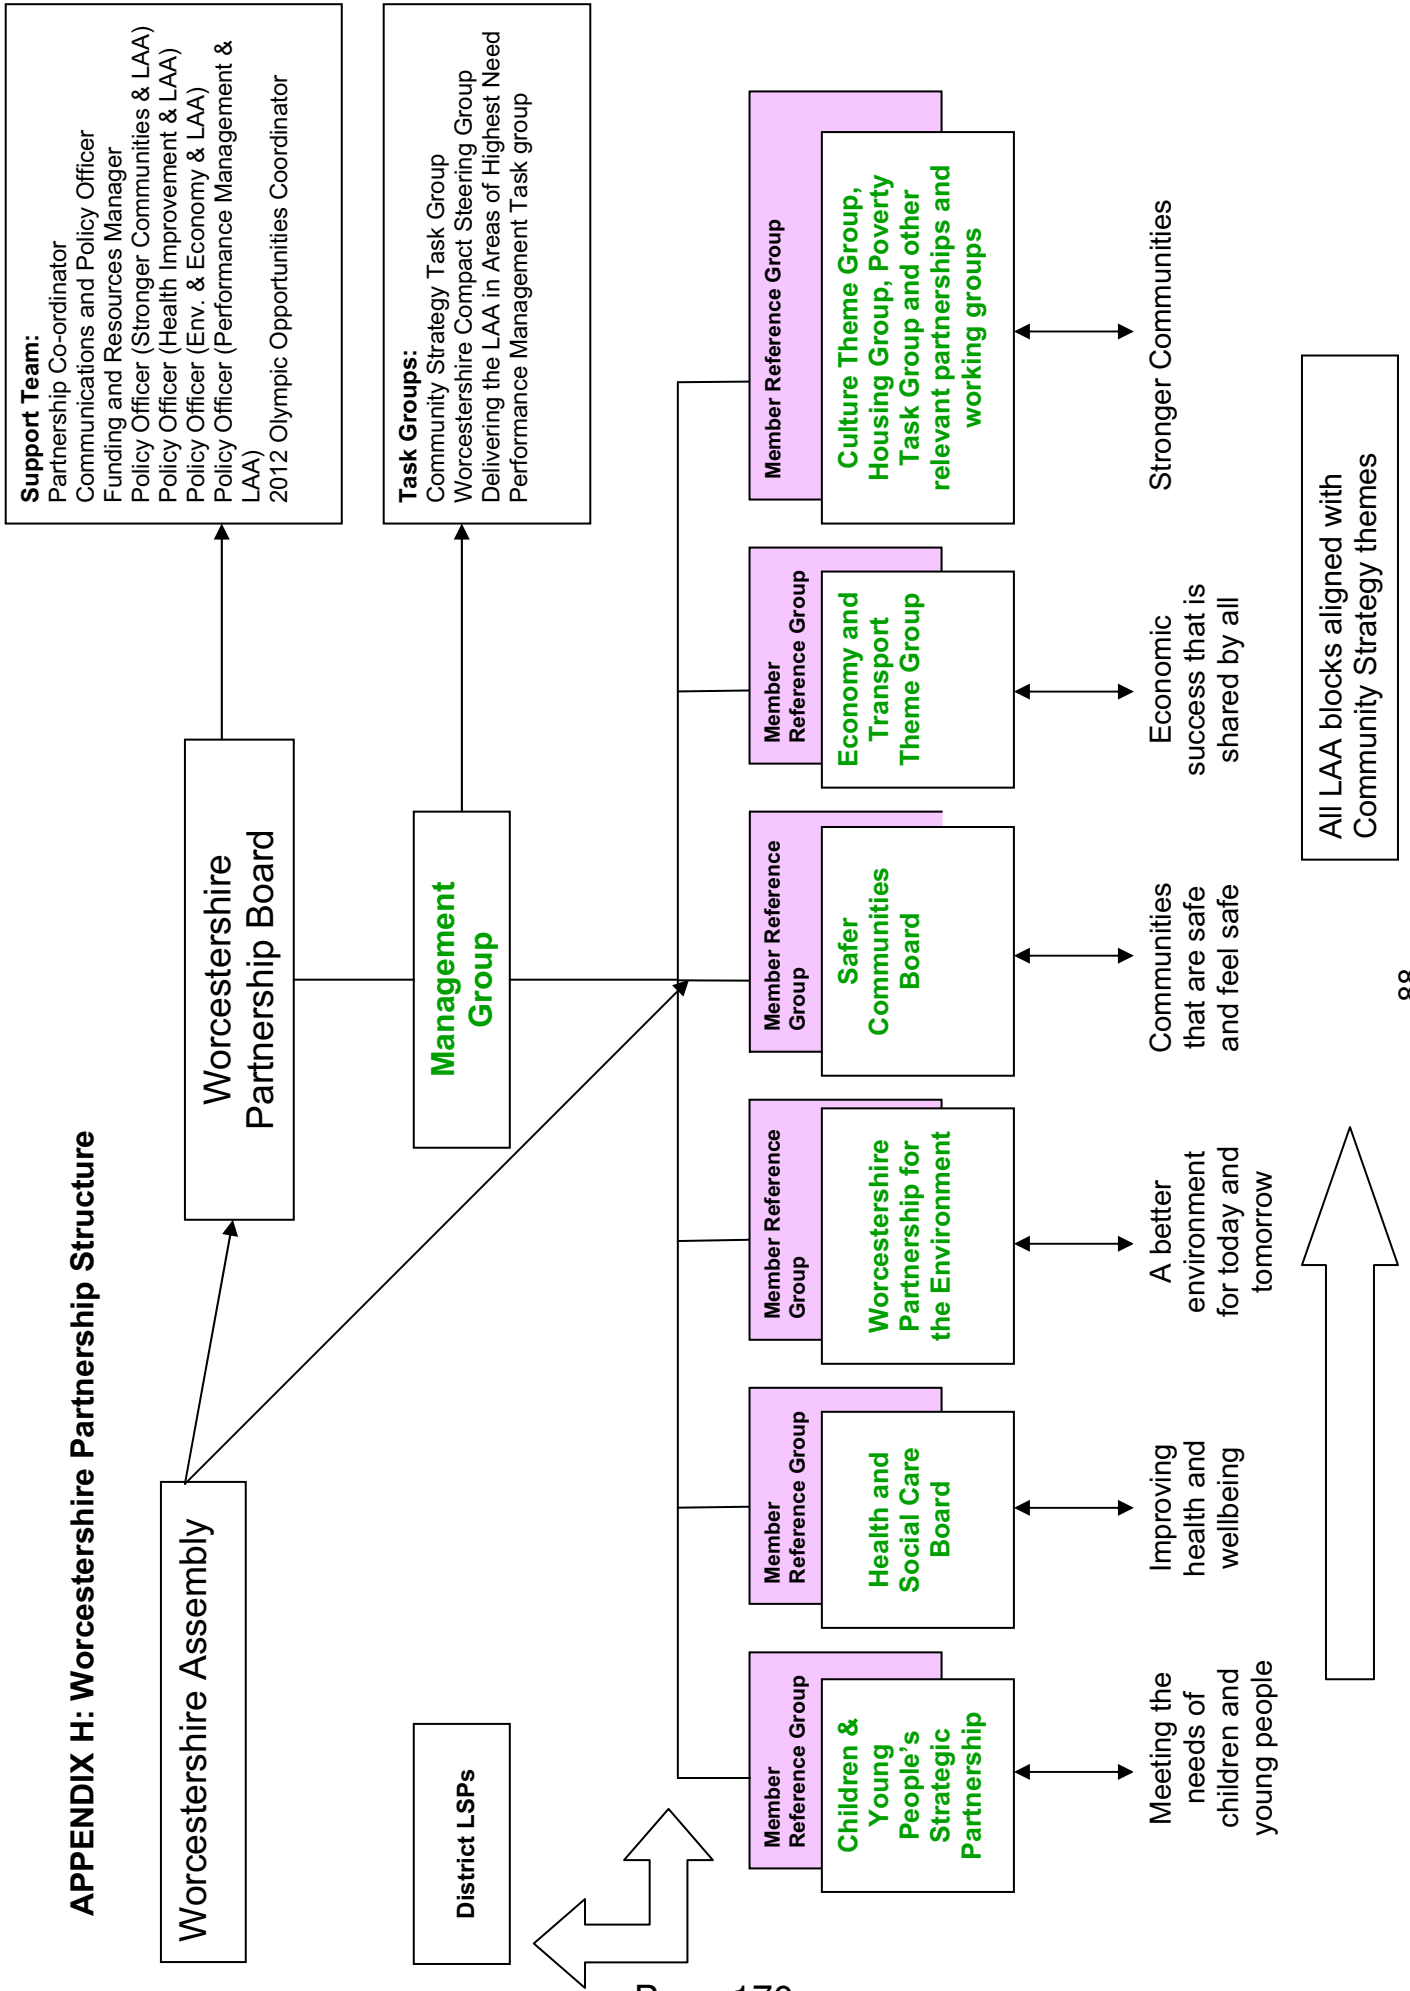 APPENDIX H: Worcestershire Partnership Structure
Worcestershire Assembly
Worcestershire
Partnership Board
Support Team:
Partnership Co-ordinator
Communications and Policy Officer
Funding and Resources Manager
Policy Officer (Stronger Communities & LAA)
Policy Officer (Health Improvement & LAA)
Policy Officer (Env. & Economy & LAA)
Policy Officer (Performance Management &
LAA)
2012 Olympic Opportunities Coordinator
District LSPs
Management
Group
Task Groups:
Community Strategy Task Group
Worcestershire Compact Steering Group
Delivering the LAA in Areas of Highest Need
Performance Management Task group
Member
Reference Group
Children &
Young
People’s
Strategic
Partnership
Member
Reference Group
Health and
Social Care
Board
Member Reference
Group
Worcestershire
Partnership for
the Environment
Member Reference
Group
Safer
Communities
Board
Member
Reference Group
Economy and
Transport
Theme Group
Member Reference Group
Culture Theme Group,
Housing Group, Poverty
Task Group and other
relevant partnerships and
working groups
Meeting the
needs of
children and
young people
Improving
health and
wellbeing
A better
environment
for today and
tomorrow
Communities
that are safe
and feel safe
Economic
success that is
shared by all
Stronger Communities
All LAA blocks aligned with
Community Strategy themes
88